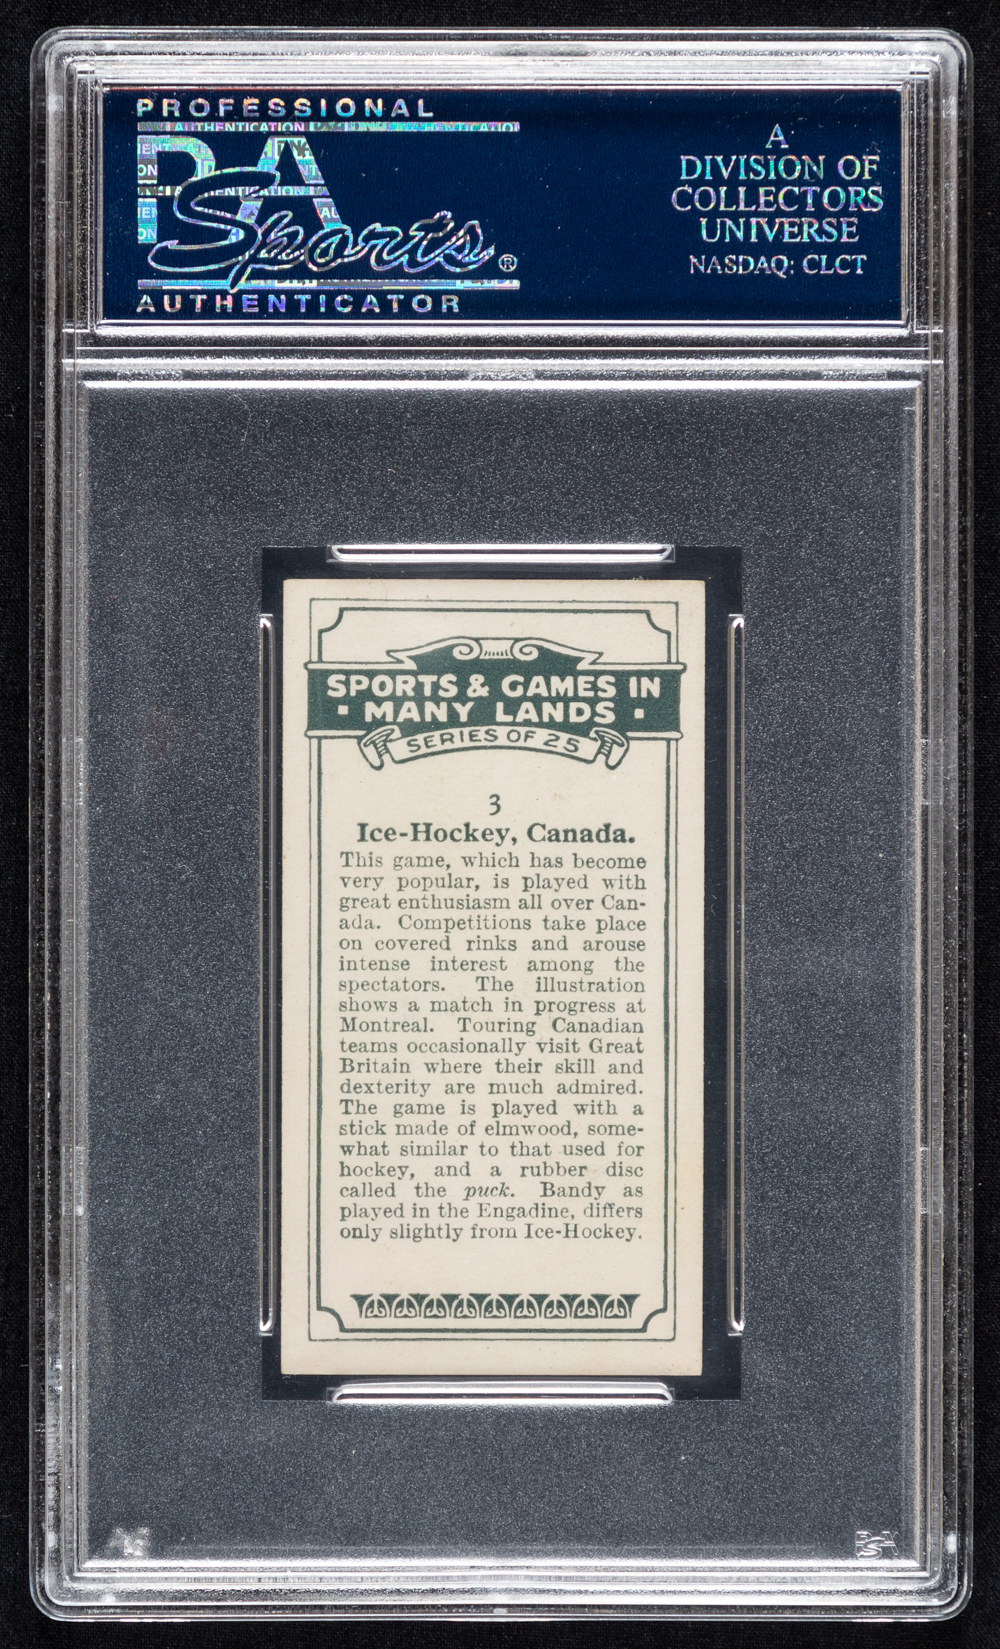 PROFESSIONAL
PSA
Sports®
AUTHENTICATOR
A
DIVISION OF
COLLECTORS
UNIVERSE
NASDAQ: CLCT
SPORTS & GAMES IN
· MANY LANDS ·
SERIES OF 25
3
Ice-Hockey, Canada.
This game, which has become
very popular, is played with
great enthusiasm all over Can-
ada. Competitions take place
on covered rinks and arouse
intense interest among the
spectators. The illustration
shows a match in progress at
Montreal. Touring Canadian
teams occasionally visit Great
Britain where their skill and
dexterity are much admired.
The game is played with a
stick made of elmwood, some-
what similar to that used for
hockey, and a rubber disc
called the puck. Bandy as
played in the Engadine, differs
only slightly from Ice-Hockey.
PSA